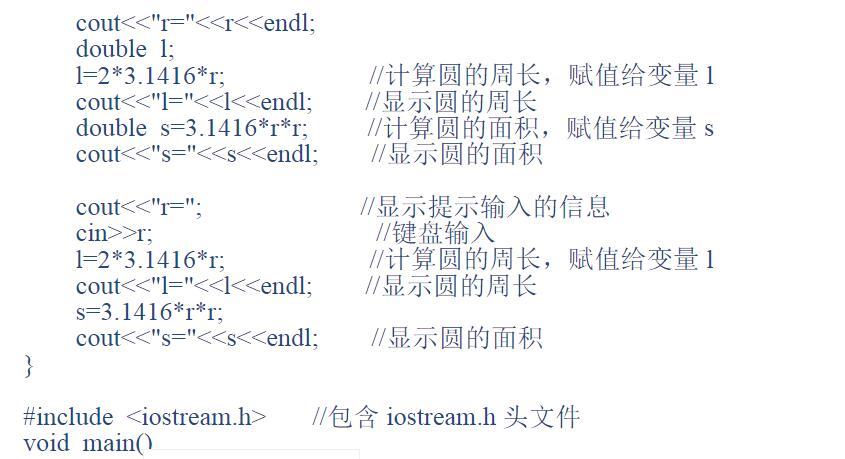 cout<<"r="<<r<<endl;
double l;
l=2*3.1416*r; //计算圆的周长，赋值给变量 l
cout<<"l="<<l<<endl; //显示圆的周长
double s=3.1416*r*r; //计算圆的面积，赋值给变量 s
cout<<"s="<<s<<endl; //显示圆的面积
cout<<"r="; //显示提示输入的信息
cin>>r; //键盘输入
l=2*3.1416*r; //计算圆的周长，赋值给变量 l
cout<<"l="<<l<<endl; //显示圆的周长
s=3.1416*r*r;
cout<<"s="<<s<<endl; //显示圆的面积
}
#include <iostream.h> //包含 iostream.h 头文件
void main()